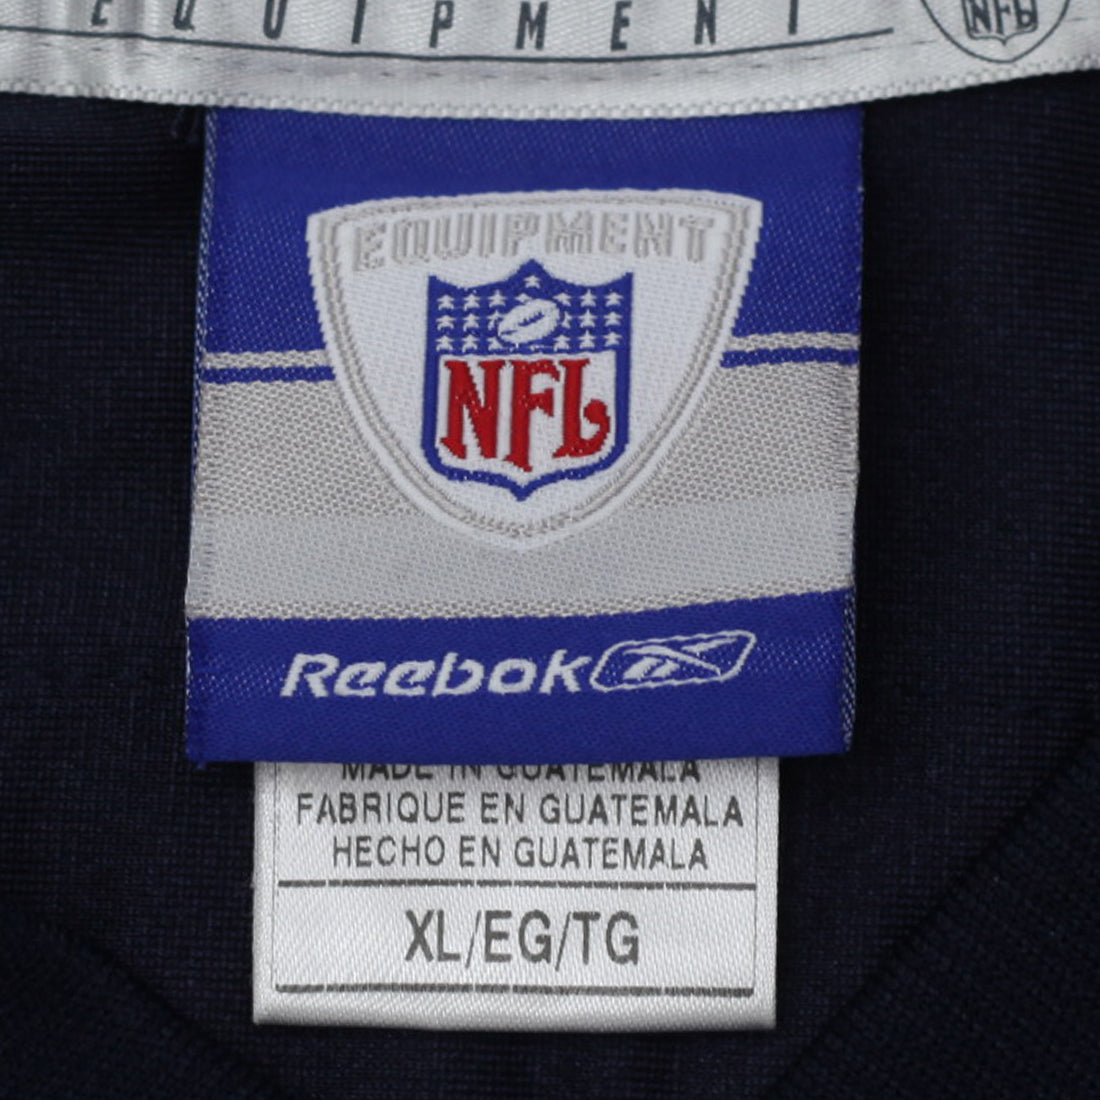 EQUIPMENT
NFL
EQUIPMENT
NFL
Reebok
MADE IN GUATEMALA
FABRIQUE EN GUATEMALA
HECHO EN GUATEMALA
XL/EG/TG